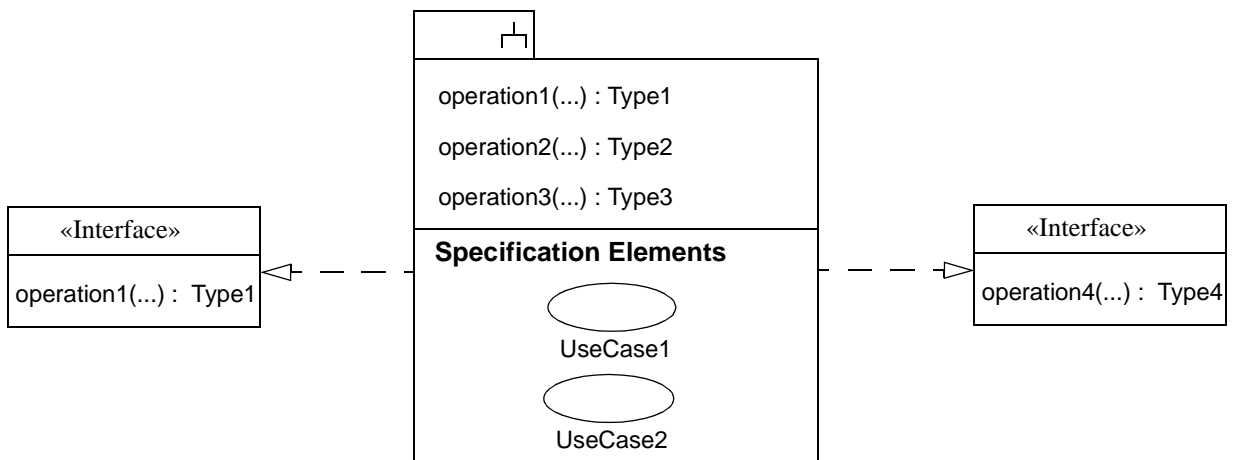 operation1(...) : Type1
operation2(...) : Type2
operation3(...) : Type3
«Interface»
operation1(...) :  Type1
Specification Elements
UseCase1
UseCase2
«Interface»
operation4(...) :  Type4